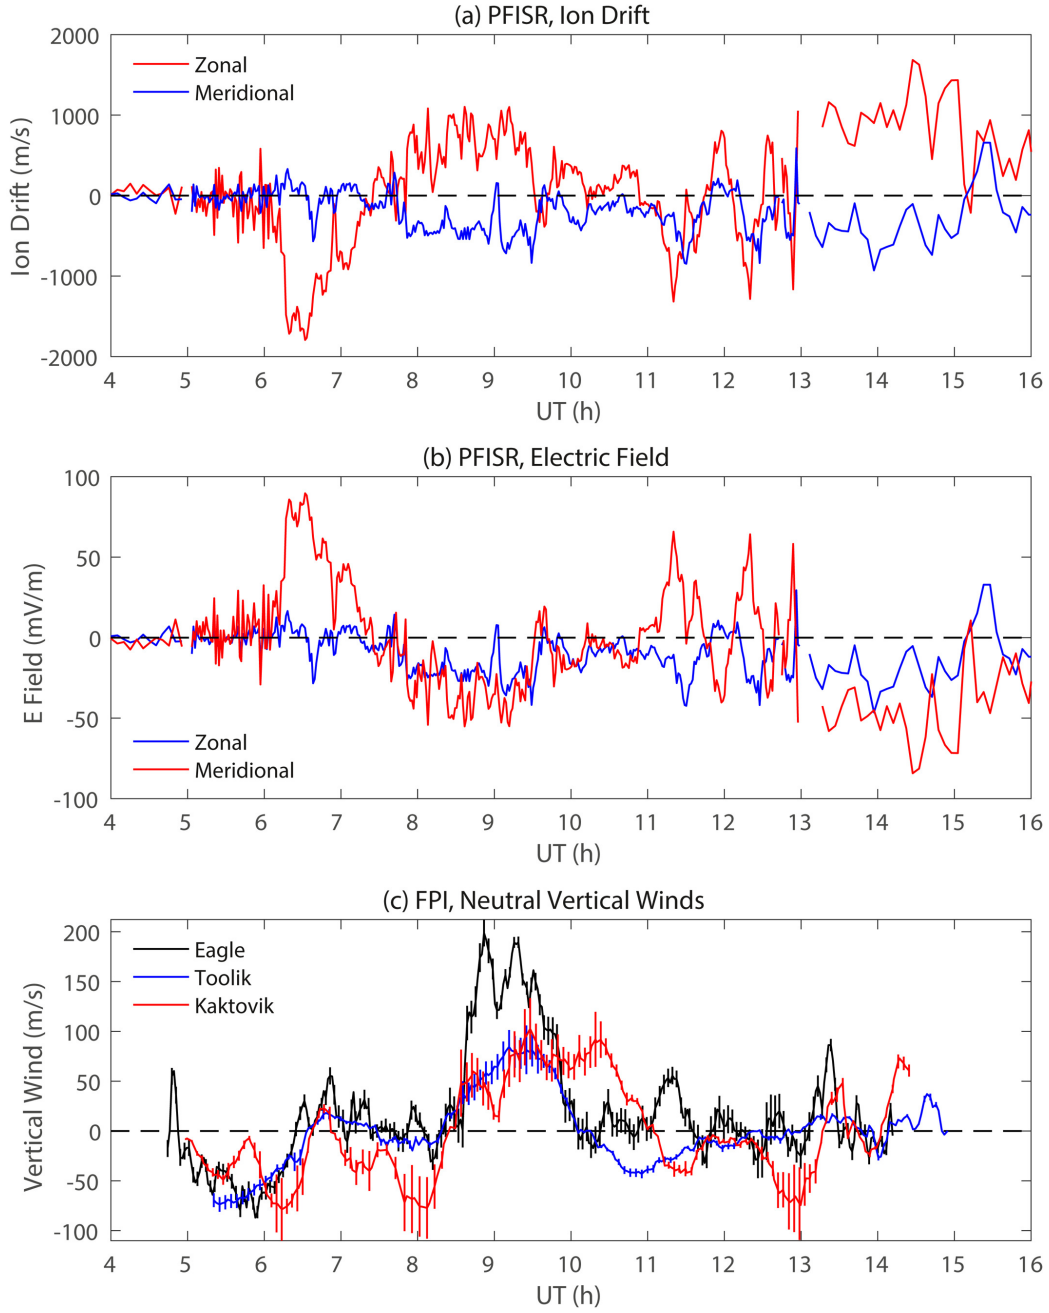 (a) PFISR, Ion Drift
2000
1000
0
-1000
-2000
Ion Drift (m/s)
Zonal
Meridional
4 5 6 7 8 9 10 11 12 13 14 15 16
UT (h)
(b) PFISR, Electric Field
100
50
0
-50
-100
E Field (mV/m)
Zonal
Meridional
4 5 6 7 8 9 10 11 12 13 14 15 16
UT (h)
(c) FPI, Neutral Vertical Winds
200
150
100
50
0
-50
-100
Vertical Wind (m/s)
Eagle
Toolik
Kaktovik
4 5 6 7 8 9 10 11 12 13 14 15 16
UT (h)